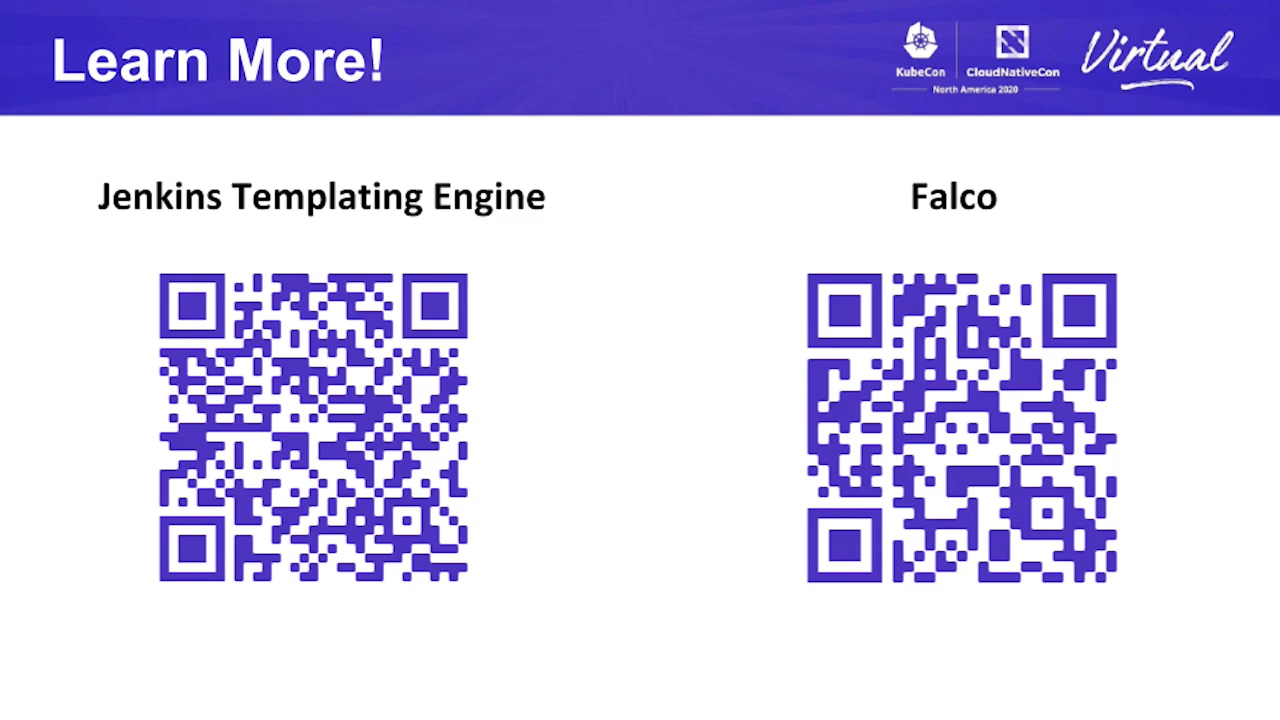 Learn More!
KubeCon
CloudNativeCon
North America 2020
Virtual
Jenkins Templating Engine
Falco